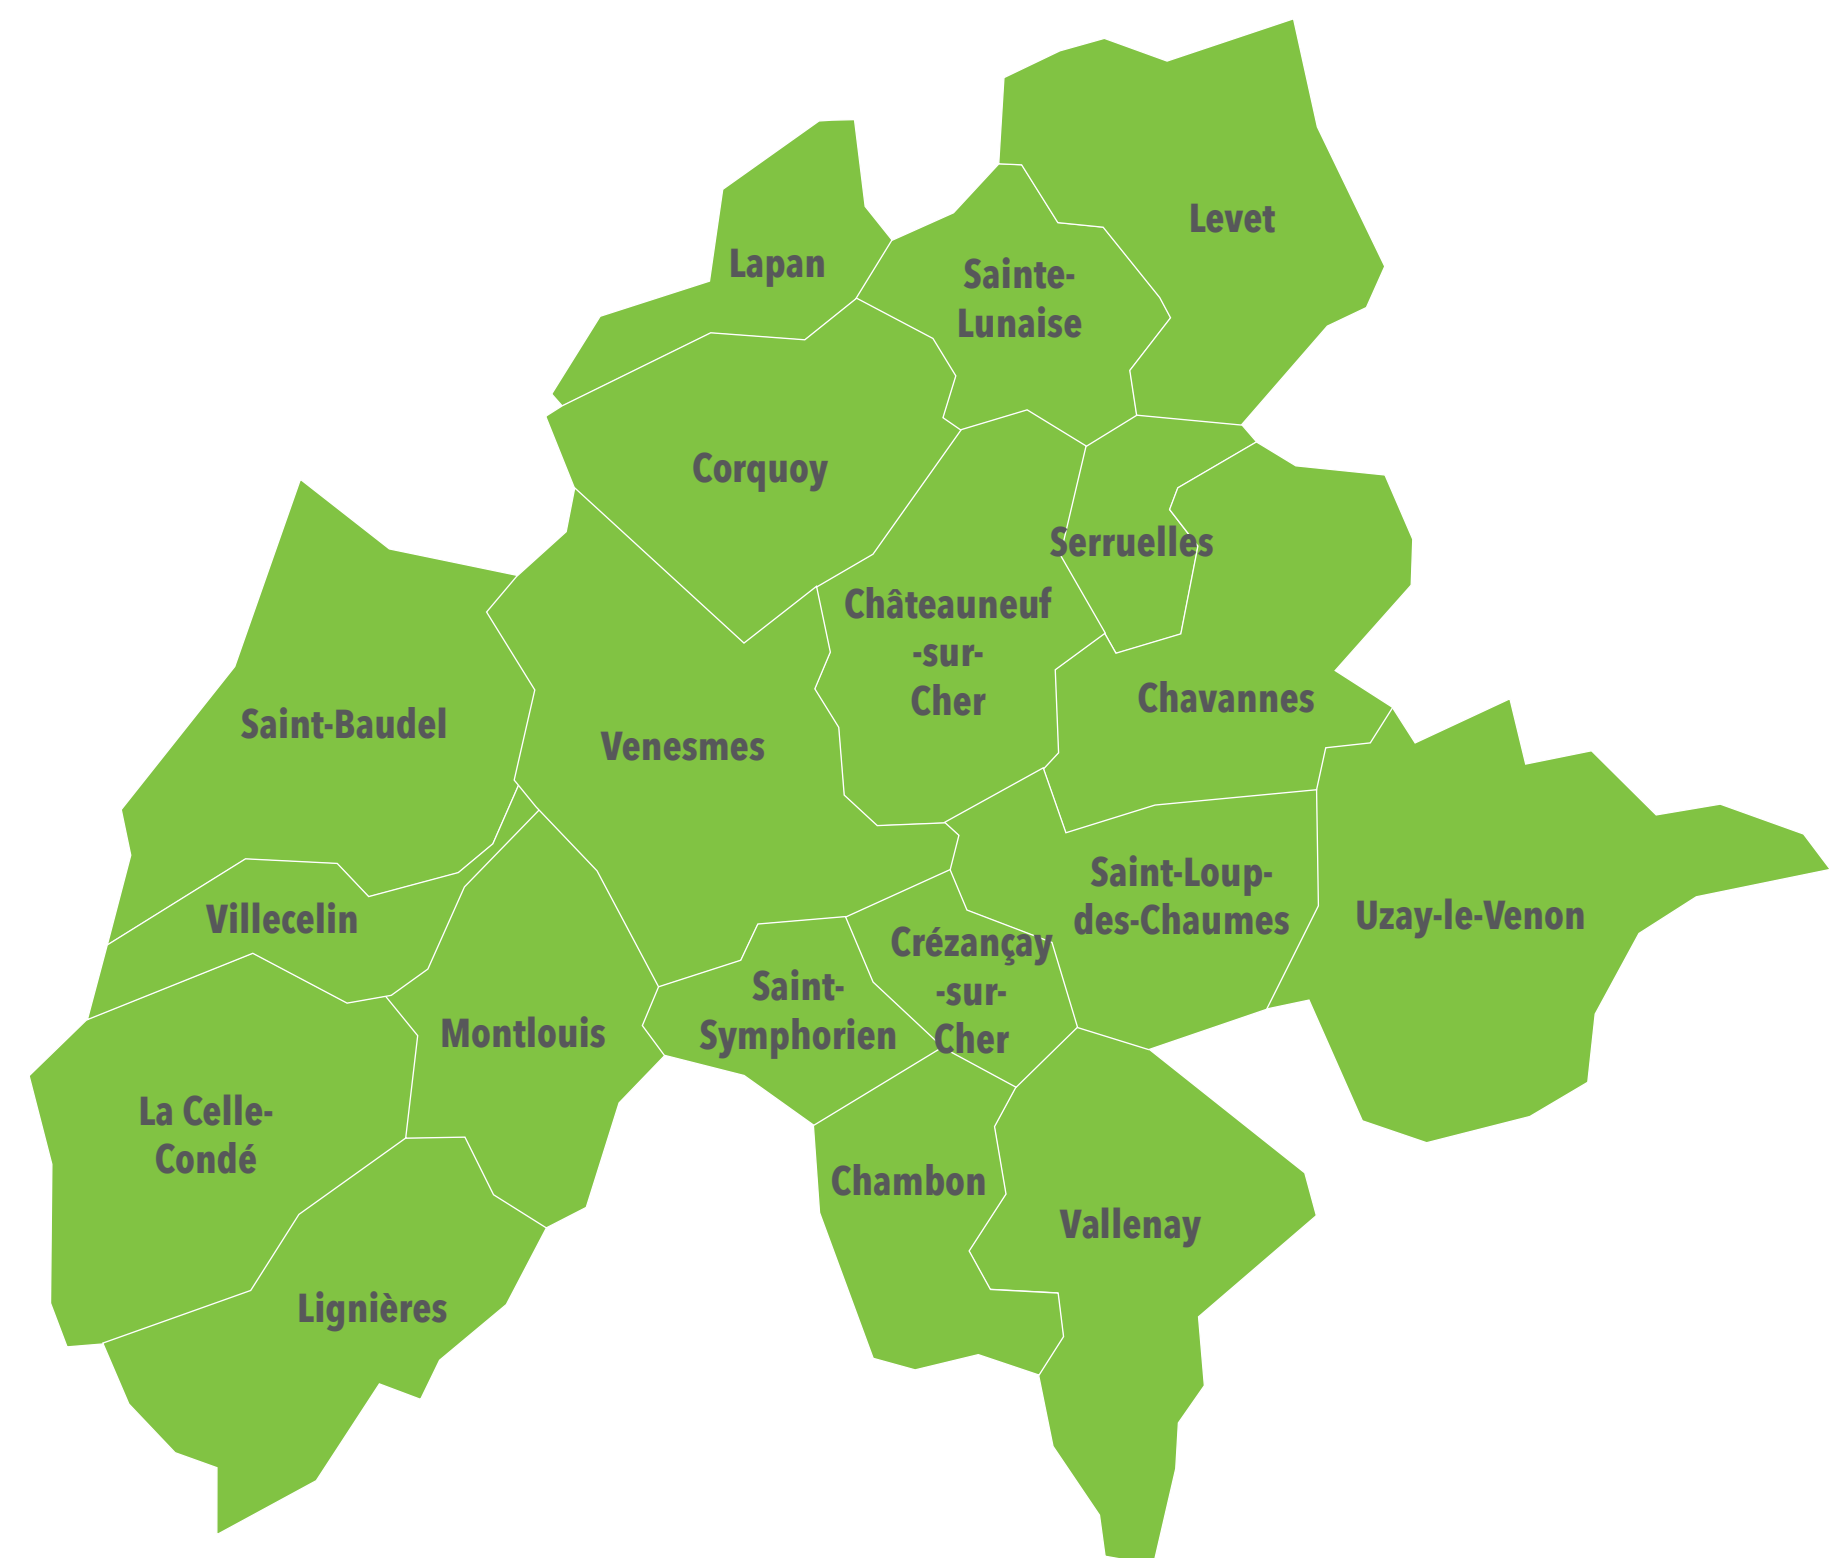 Levet
Lapan
Sainte-
Lunaise
Corquoy
Serruelles
Châteauneuf
-sur-
Cher
Chavannes
Saint-Baudel
Venesmes
Saint-Loup-
des-Chaumes
Uzay-le-Venon
Villecelin
Crézançay
-sur-
Cher
Saint-
Symphorien
Montlouis
La Celle-
Condé
Chambon
Vallenay
Lignières